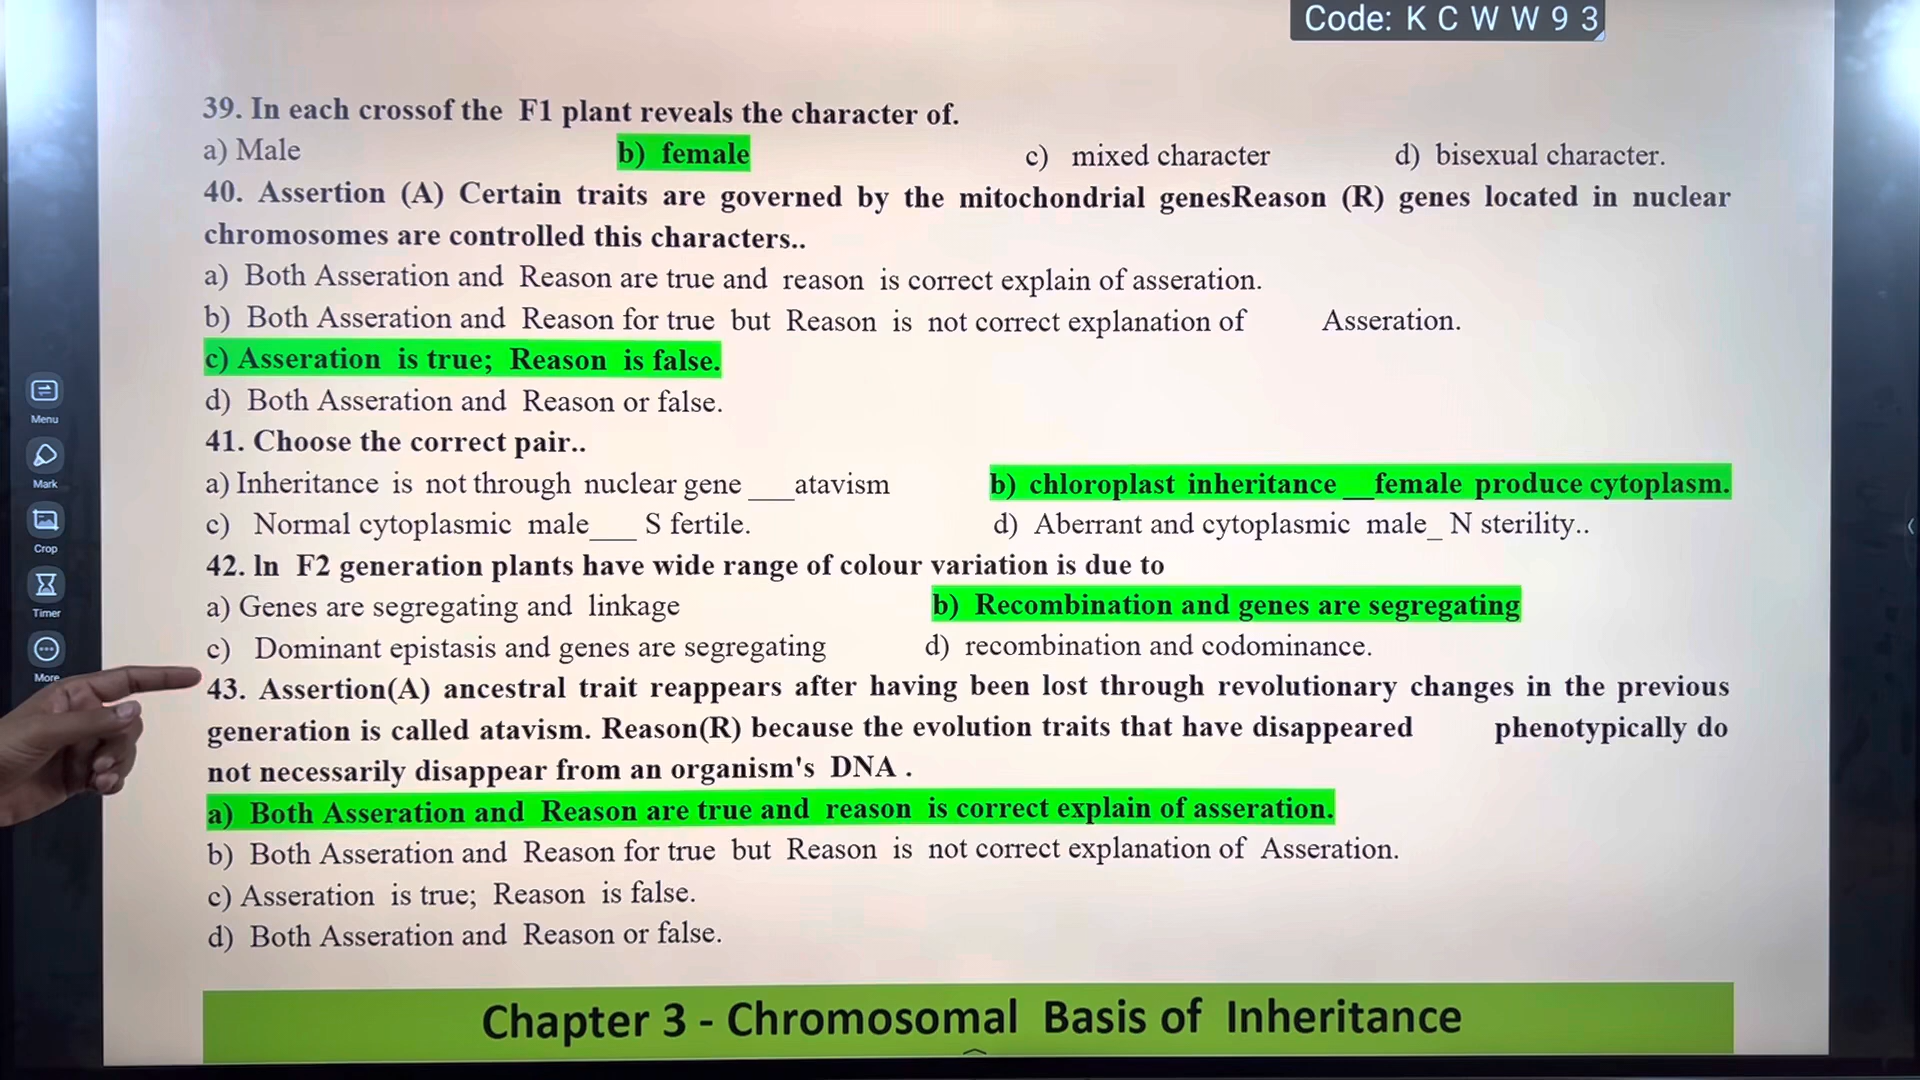 Code: K C W W 9 3
39. In each crossof the F1 plant reveals the character of.
a) Male b) female c) mixed character d) bisexual character.
40. Assertion (A) Certain traits are governed by the mitochondrial genesReason (R) genes located in nuclear
chromosomes are controlled this characters..
a) Both Asseration and Reason are true and reason is correct explain of asseration.
b) Both Asseration and Reason for true but Reason is not correct explanation of Asseration.
c) Asseration is true; Reason is false.
d) Both Asseration and Reason or false.
41. Choose the correct pair..
a) Inheritance is not through nuclear gene ___atavism b) chloroplast inheritance __female produce cytoplasm.
c) Normal cytoplasmic male___ S fertile. d) Aberrant and cytoplasmic male_ N sterility..
42. ln F2 generation plants have wide range of colour variation is due to
a) Genes are segregating and linkage b) Recombination and genes are segregating
c) Dominant epistasis and genes are segregating d) recombination and codominance.
43. Assertion(A) ancestral trait reappears after having been lost through revolutionary changes in the previous
generation is called atavism. Reason(R) because the evolution traits that have disappeared phenotypically do
not necessarily disappear from an organism's DNA .
a) Both Asseration and Reason are true and reason is correct explain of asseration.
b) Both Asseration and Reason for true but Reason is not correct explanation of Asseration.
c) Asseration is true; Reason is false.
d) Both Asseration and Reason or false.
Chapter 3 - Chromosomal Basis of Inheritance
Menu
Mark
Crop
Timer
More